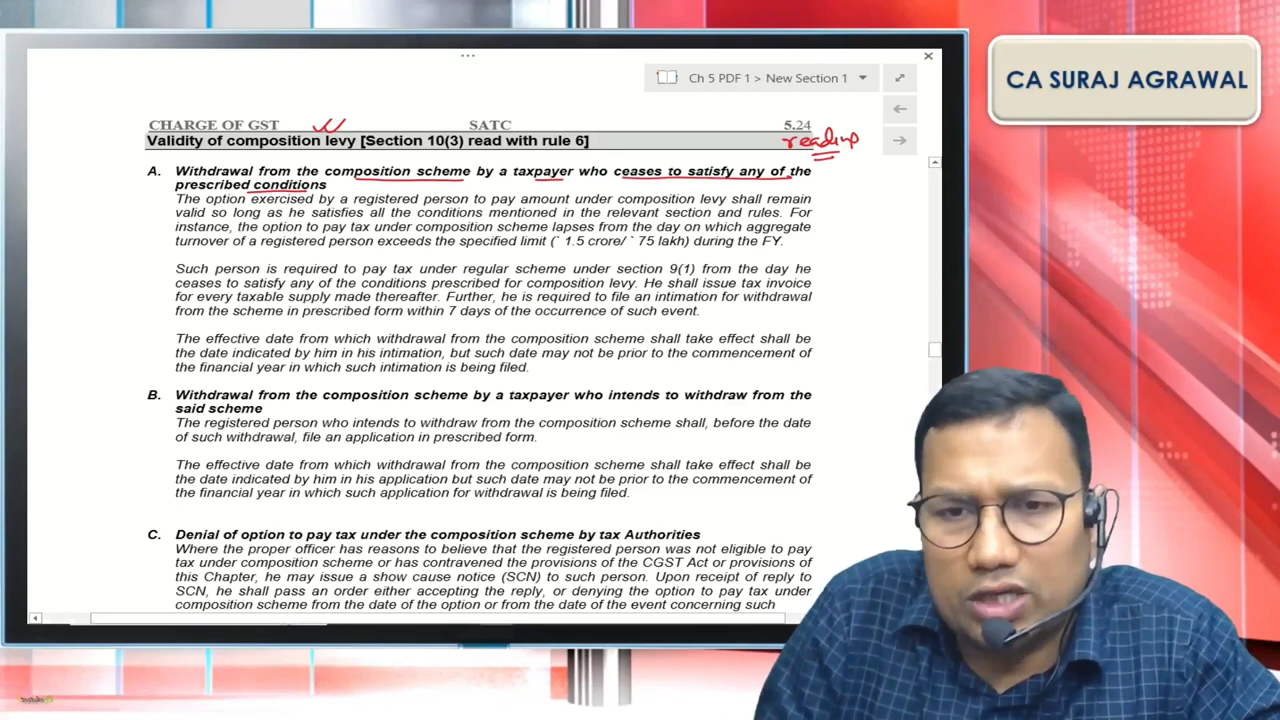 CA SURAJ AGRAWAL
Ch 5 PDF 1 > New Section 1
CHARGE OF GST SATC 5.24
Validity of composition levy [Section 10(3) read with rule 6]
reading
A. Withdrawal from the composition scheme by a taxpayer who ceases to satisfy any of the
prescribed conditions
The option exercised by a registered person to pay amount under composition levy shall remain
valid so long as he satisfies all the conditions mentioned in the relevant section and rules. For
instance, the option to pay tax under composition scheme lapses from the day on which aggregate
turnover of a registered person exceeds the specified limit (` 1.5 crore/ ` 75 lakh) during the FY.
Such person is required to pay tax under regular scheme under section 9(1) from the day he
ceases to satisfy any of the conditions prescribed for composition levy. He shall issue tax invoice
for every taxable supply made thereafter. Further, he is required to file an intimation for withdrawal
from the scheme in prescribed form within 7 days of the occurrence of such event.
The effective date from which withdrawal from the composition scheme shall take effect shall be
the date indicated by him in his intimation, but such date may not be prior to the commencement of
the financial year in which such intimation is being filed.
B. Withdrawal from the composition scheme by a taxpayer who intends to withdraw from the
said scheme
The registered person who intends to withdraw from the composition scheme shall, before the date
of such withdrawal, file an application in prescribed form.
The effective date from which withdrawal from the composition scheme shall take effect shall be
the date indicated by him in his application but such date may not be prior to the commencement of
the financial year in which such application for withdrawal is being filed.
C. Denial of option to pay tax under the composition scheme by tax Authorities
Where the proper officer has reasons to believe that the registered person was not eligible to pay
tax under composition scheme or has contravened the provisions of the CGST Act or provisions of
this Chapter, he may issue a show cause notice (SCN) to such person. Upon receipt of reply to
SCN, he shall pass an order either accepting the reply, or denying the option to pay tax under
composition scheme from the date of the option or from the date of the event concerning such